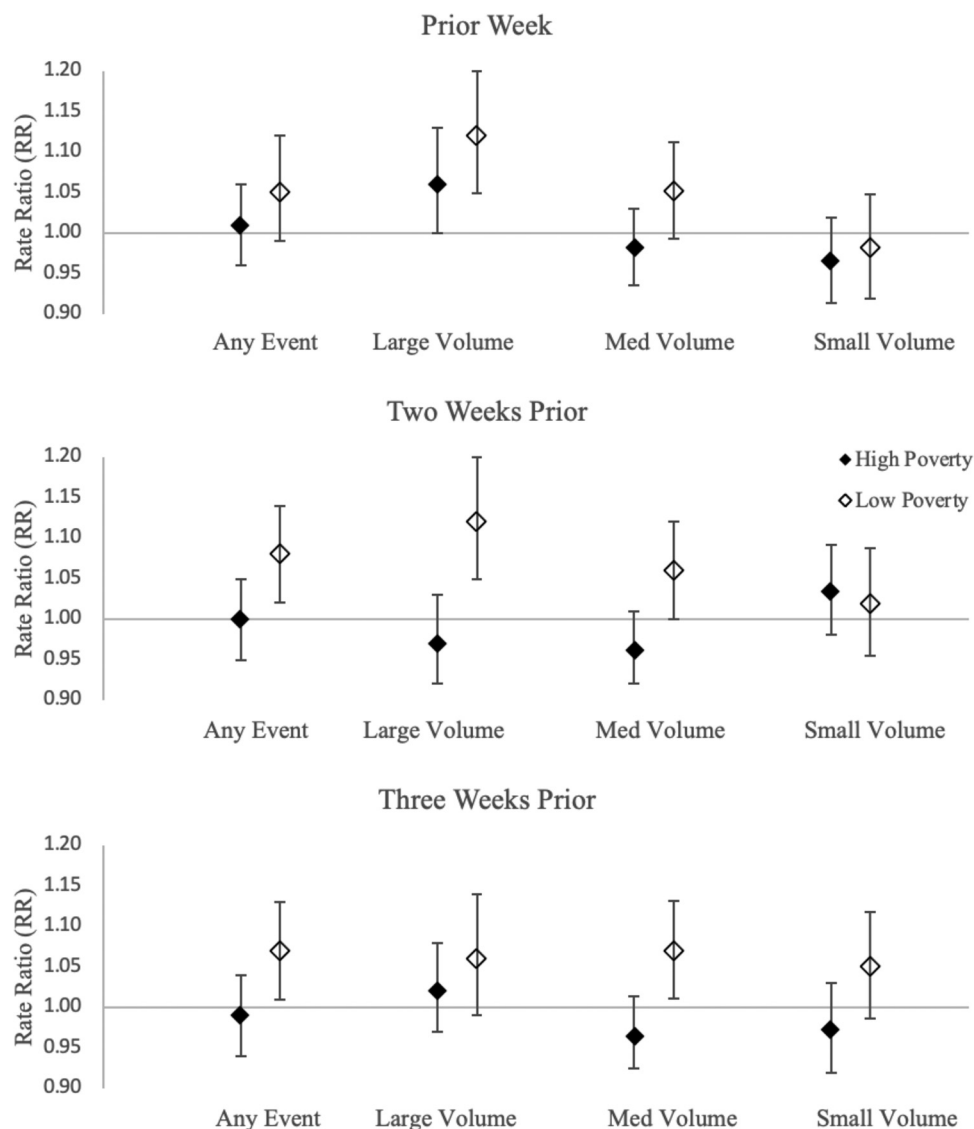 Prior Week
Rate Ratio (RR)
1.20
1.15
1.10
1.05
1.00
0.95
0.90
Any Event Large Volume Med Volume Small Volume
Two Weeks Prior
Rate Ratio (RR)
1.20
1.15
1.10
1.05
1.00
0.95
0.90
High Poverty
Low Poverty
Any Event Large Volume Med Volume Small Volume
Three Weeks Prior
Rate Ratio (RR)
1.20
1.15
1.10
1.05
1.00
0.95
0.90
Any Event Large Volume Med Volume Small Volume